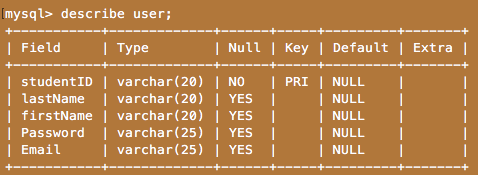 [mysql> describe user;
+-----------+-------------+------+-----+---------+-------+
| Field     | Type        | Null | Key | Default | Extra |
+-----------+-------------+------+-----+---------+-------+
| studentID | varchar(20) | NO   | PRI | NULL    |       |
| lastName  | varchar(20) | YES  |     | NULL    |       |
| firstName | varchar(20) | YES  |     | NULL    |       |
| Password  | varchar(25) | YES  |     | NULL    |       |
| Email     | varchar(25) | YES  |     | NULL    |       |
+-----------+-------------+------+-----+---------+-------+